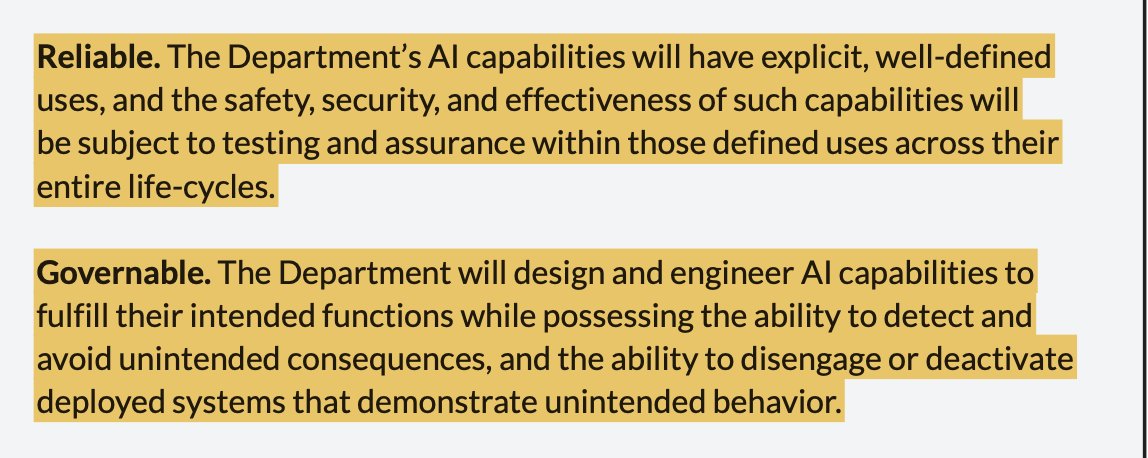 Reliable. The Department’s AI capabilities will have explicit, well-defined
uses, and the safety, security, and effectiveness of such capabilities will
be subject to testing and assurance within those defined uses across their
entire life-cycles.
Governable. The Department will design and engineer AI capabilities to
fulfill their intended functions while possessing the ability to detect and
avoid unintended consequences, and the ability to disengage or deactivate
deployed systems that demonstrate unintended behavior.